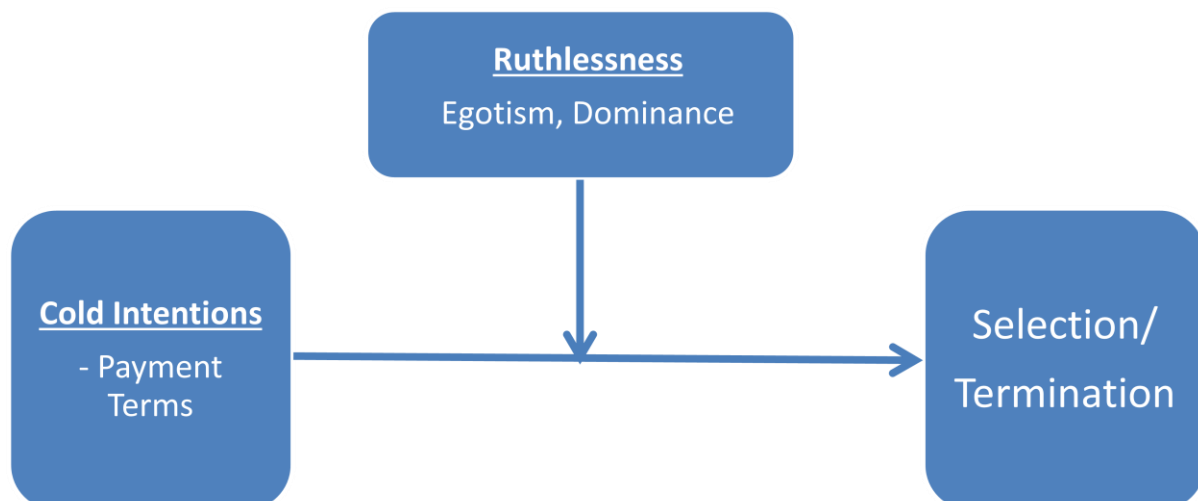 Ruthlessness
Egotism, Dominance
Cold Intentions
- Payment
Terms
Selection/
Termination